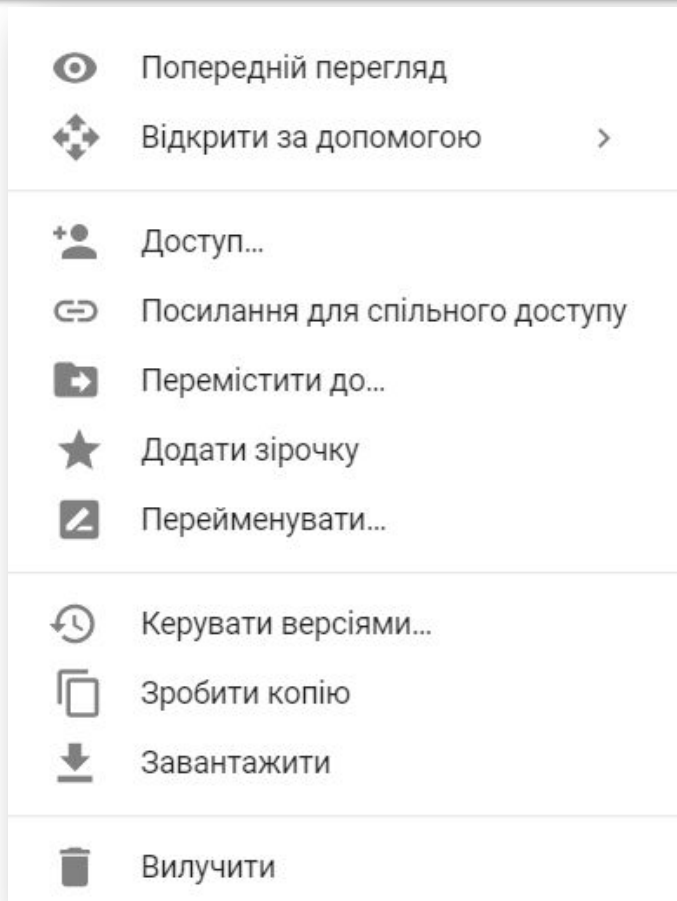 Попередній перегляд
Відкрити за допомогою
Доступ...
Посилання для спільного доступу
Перемістити до...
Додати зірочку
Перейменувати...
Керувати версіями...
Зробити копію
Завантажити
Вилучити